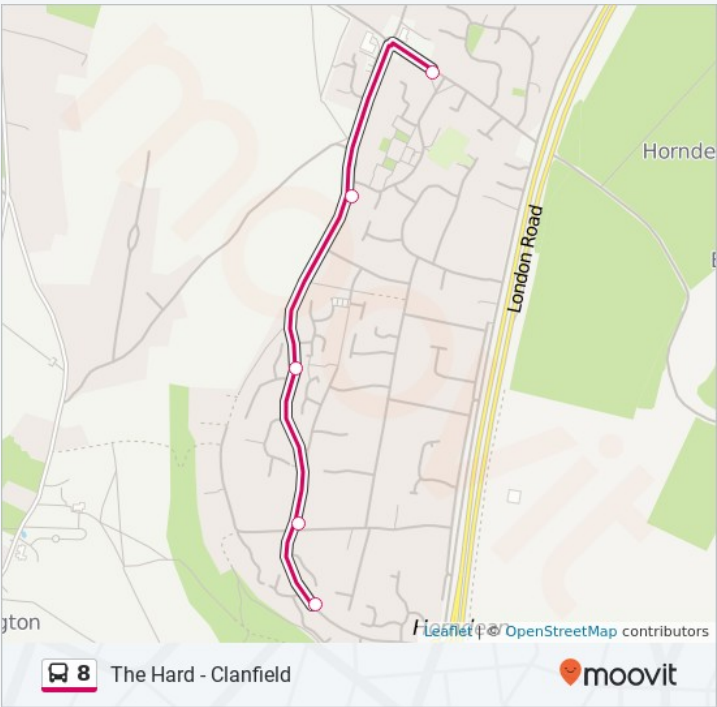 Hornde
London Road
gton
Horndean
Leaflet | © OpenStreetMap contributors
8 The Hard - Clanfield
moovit